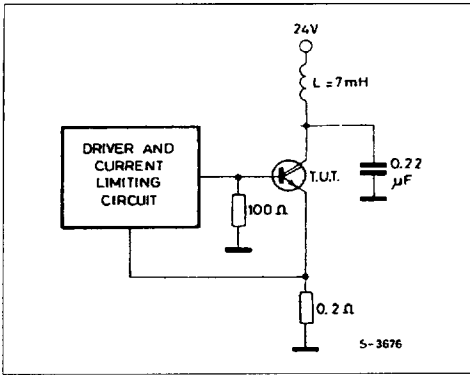 24V
L = 7mH
DRIVER AND
CURRENT
LIMITING
CIRCUIT
T.U.T.
0.22
µF
100 Ω
0.2 Ω
S-3676